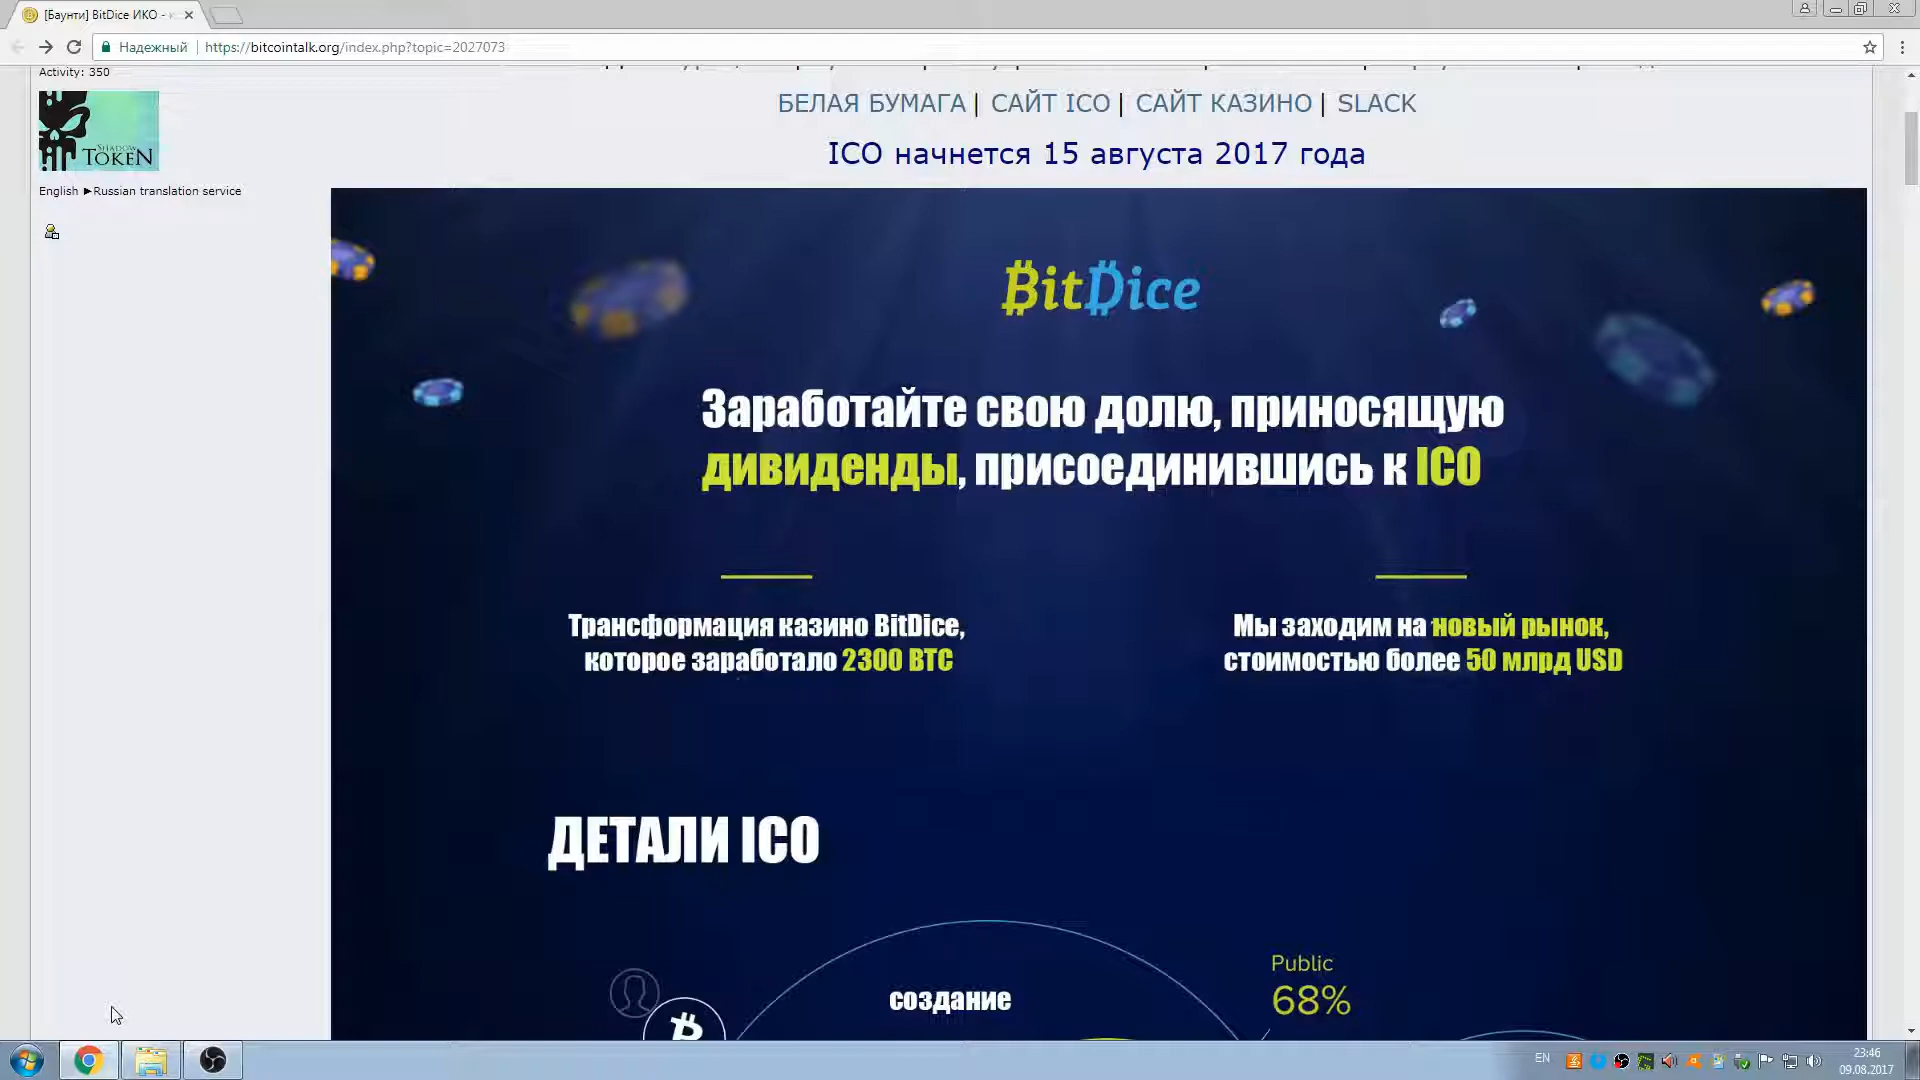 [Баунти] BitDice ИКО -
Надежный
https://bitcointalk.org/index.php?topic=2027073
Activity: 350
SHADOW
TOKEN
English ►Russian translation service
БЕЛАЯ БУМАГА | САЙТ ICO | САЙТ КАЗИНО | SLACK
ICO начнется 15 августа 2017 года
BitDice
Заработайте свою долю, приносящую
дивиденды, присоединившись к ICO
Трансформация казино BitDice,
которое заработало 2300 BTC
Мы заходим на новый рынок,
стоимостью более 50 млрд USD
ДЕТАЛИ ICO
создание
Public
68%
EN
23:46
09.08.2017